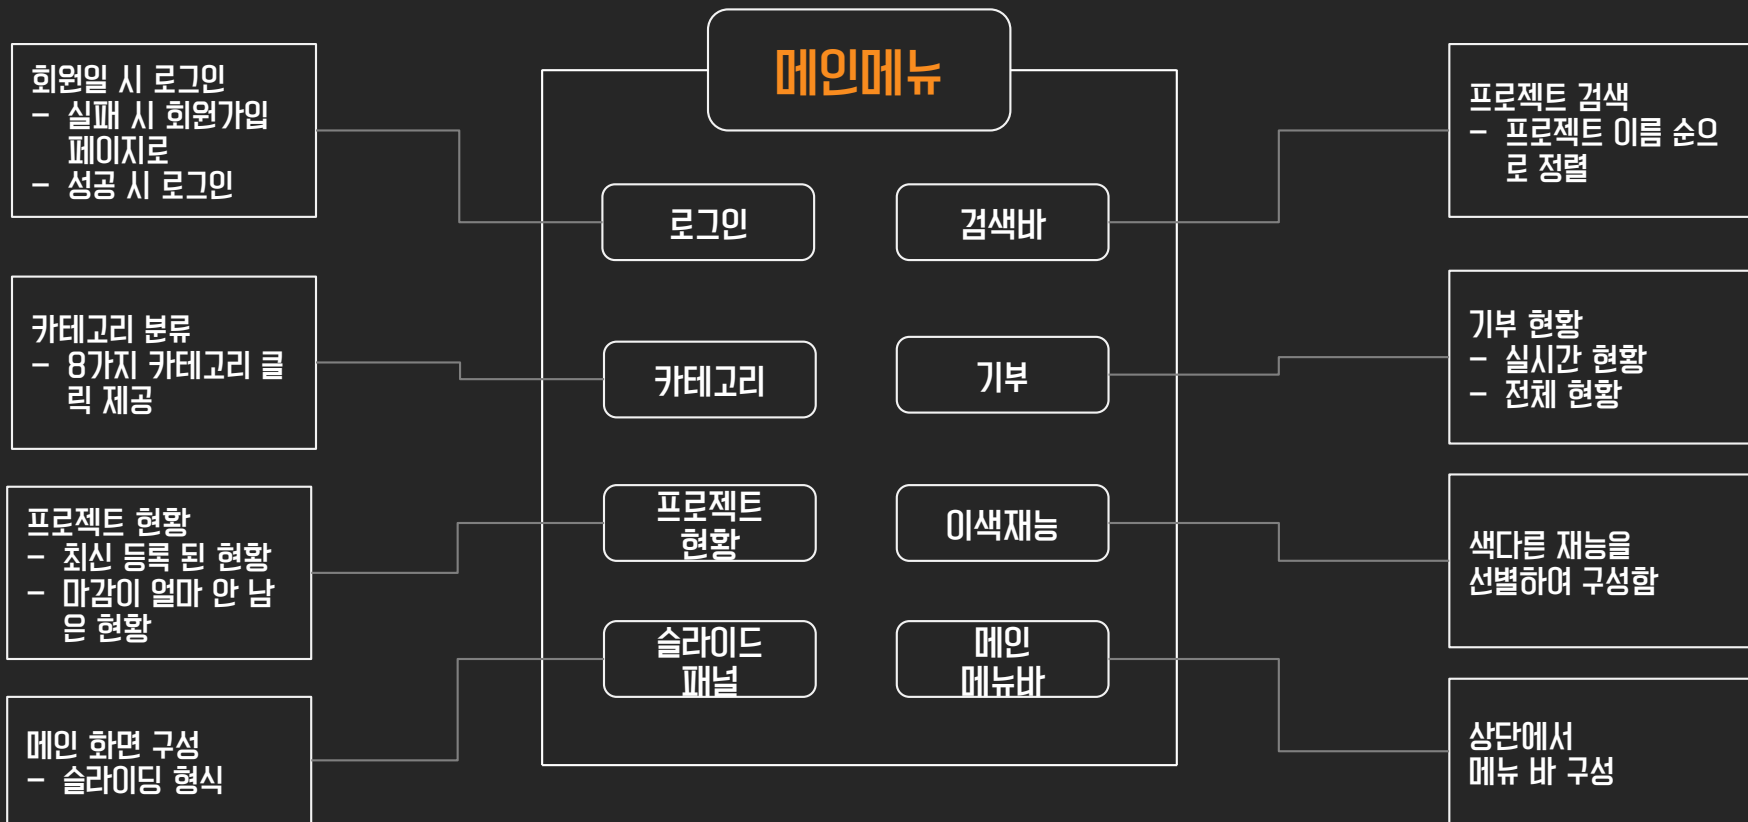 메인메뉴
회원일 시 로그인
- 실패 시 회원가입
페이지로
- 성공 시 로그인
카테고리 분류
- 8가지 카테고리 클
릭 제공
프로젝트 현황
- 최신 등록 된 현황
- 마감이 얼마 안 남
은 현황
메인 화면 구성
- 슬라이딩 형식
로그인
카테고리
프로젝트
현황
슬라이드
패널
검색바
기부
이색재능
메인
메뉴바
프로젝트 검색
- 프로젝트 이름 순으
로 정렬
기부 현황
- 실시간 현황
- 전체 현황
색다른 재능을
선별하여 구성함
상단에서
메뉴 바 구성